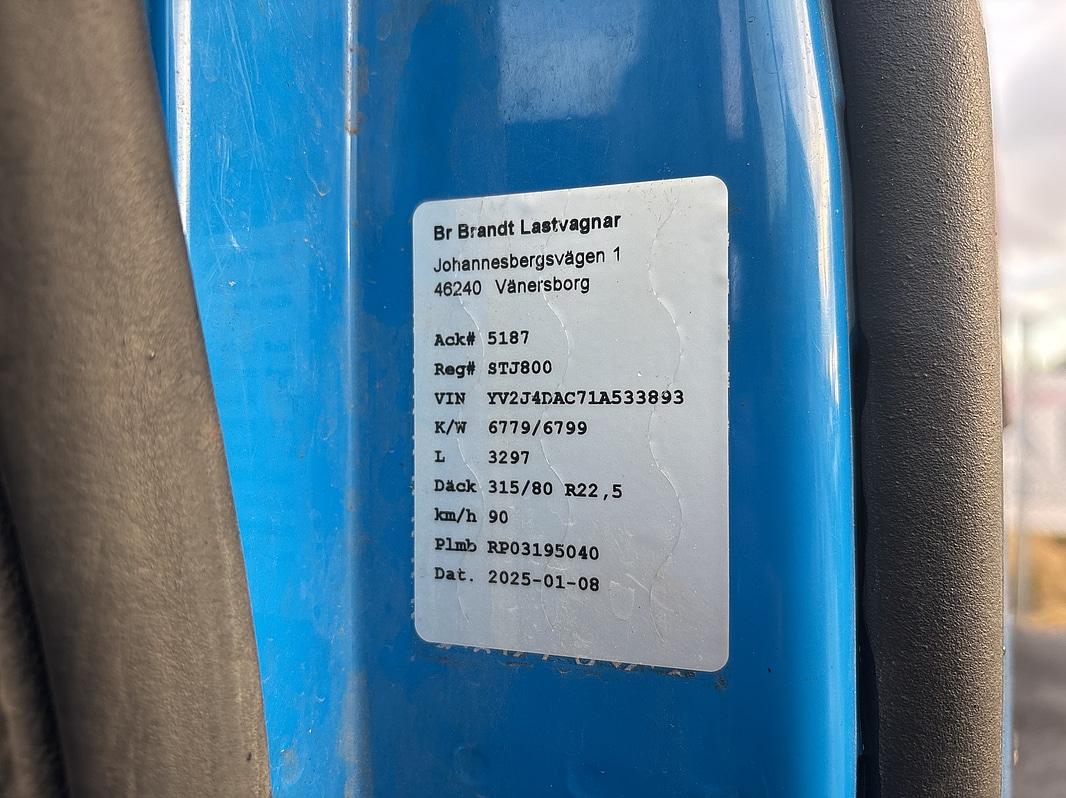 Br Brandt Lastvagnar
Johannesbergsvägen 1
46240 Vänersborg
Ack# 5187
Reg# STJ800
VIN YV2J4DAC71A533893
K/W 6779/6799
L 3297
Däck 315/80 R22,5
km/h 90
Plmb RP03195040
Dat. 2025-01-08